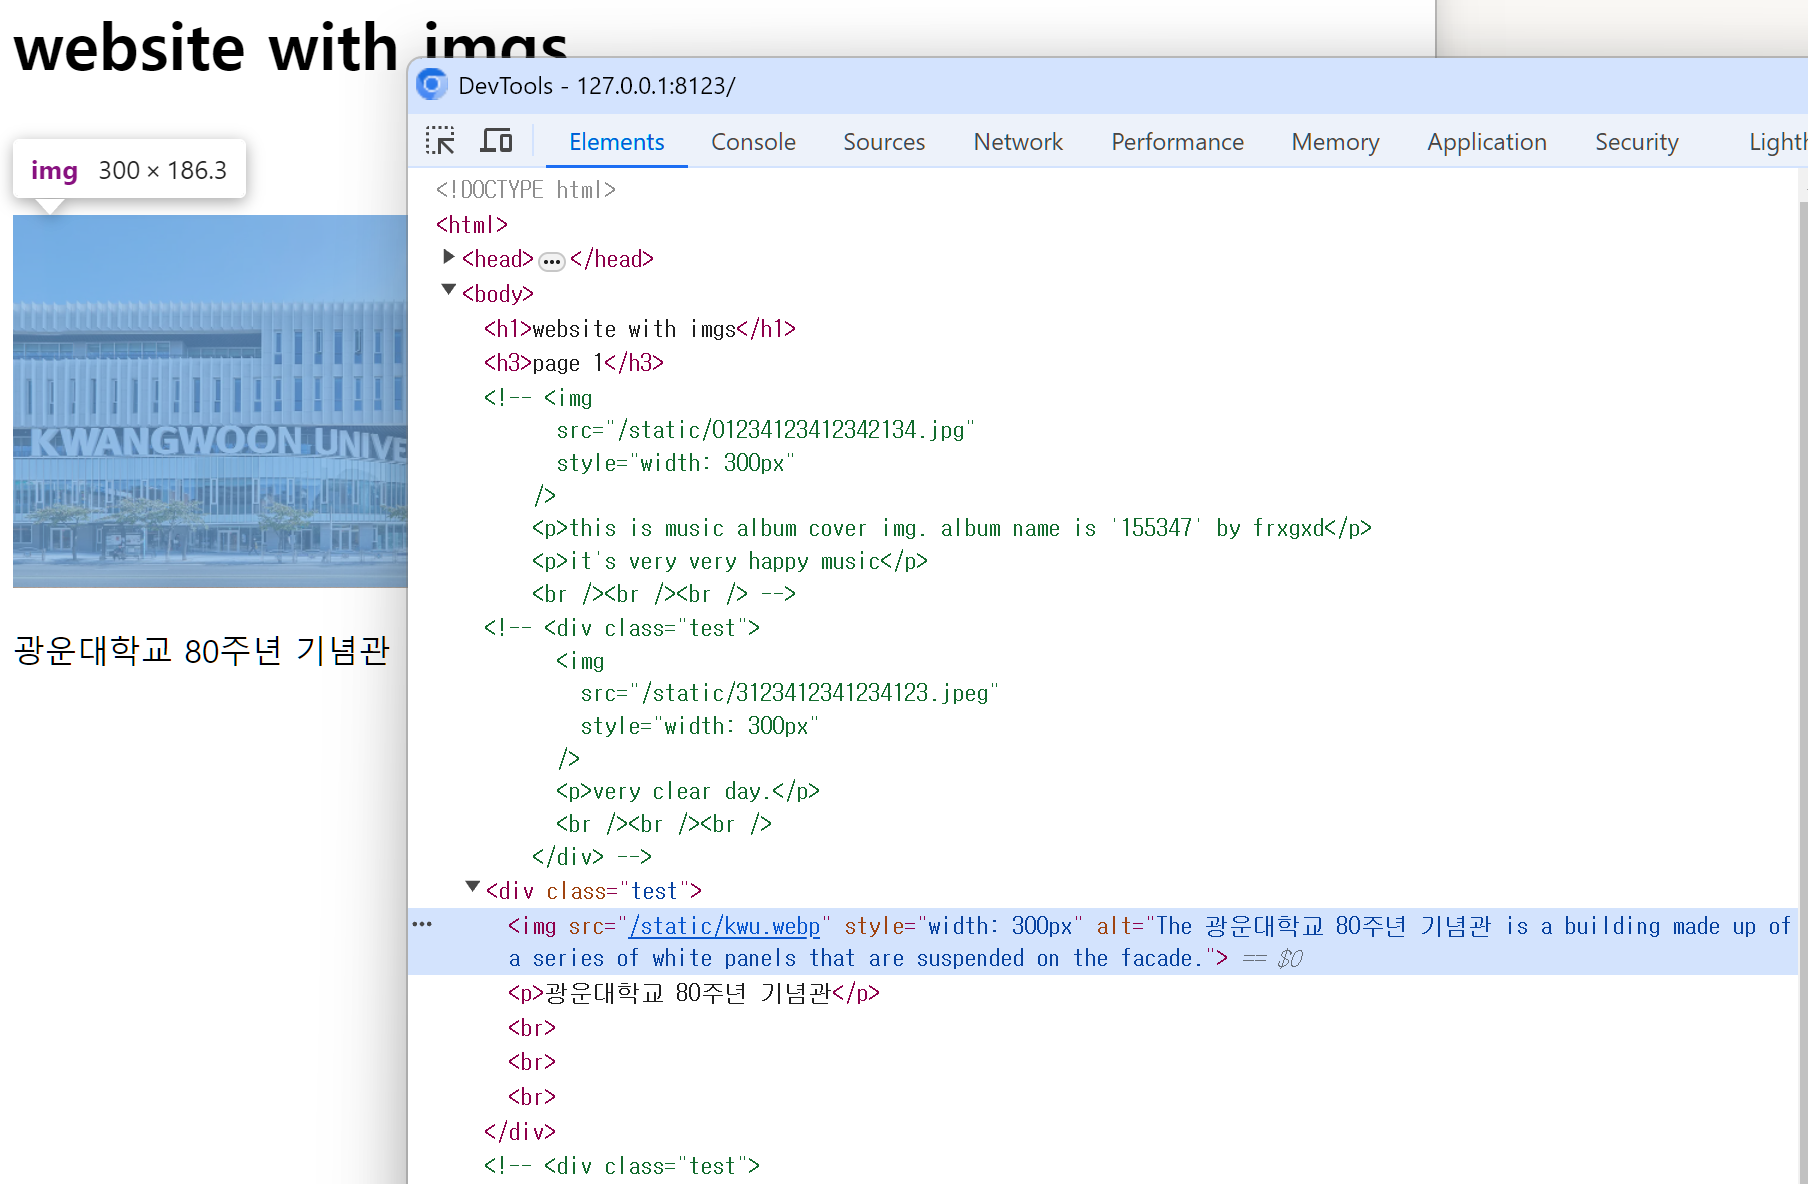 website with imgs
img 300 × 186.3
KWANGWOON UNIVE
광운대학교 80주년 기념관
DevTools - 127.0.0.1:8123/
Elements Console Sources Network Performance Memory Application Security Lighth
<!DOCTYPE html>
<html>
<head>…</head>
<body>
<h1>website with imgs</h1>
<h3>page 1</h3>
<!-- <img
src="/static/01234123412342134.jpg"
style="width: 300px"
/>
<p>this is music album cover img. album name is '155347' by frxgxd</p>
<p>it's very very happy music</p>
<br /><br /><br /> -->
<!-- <div class="test">
<img
src="/static/3123412341234123.jpeg"
style="width: 300px"
/>
<p>very clear day.</p>
<br /><br /><br />
</div> -->
<div class="test">
<img src="/static/kwu.webp" style="width: 300px" alt="The 광운대학교 80주년 기념관 is a building made up of
a series of white panels that are suspended on the facade."> == $0
<p>광운대학교 80주년 기념관</p>
<br>
<br>
<br>
</div>
<!-- <div class="test">